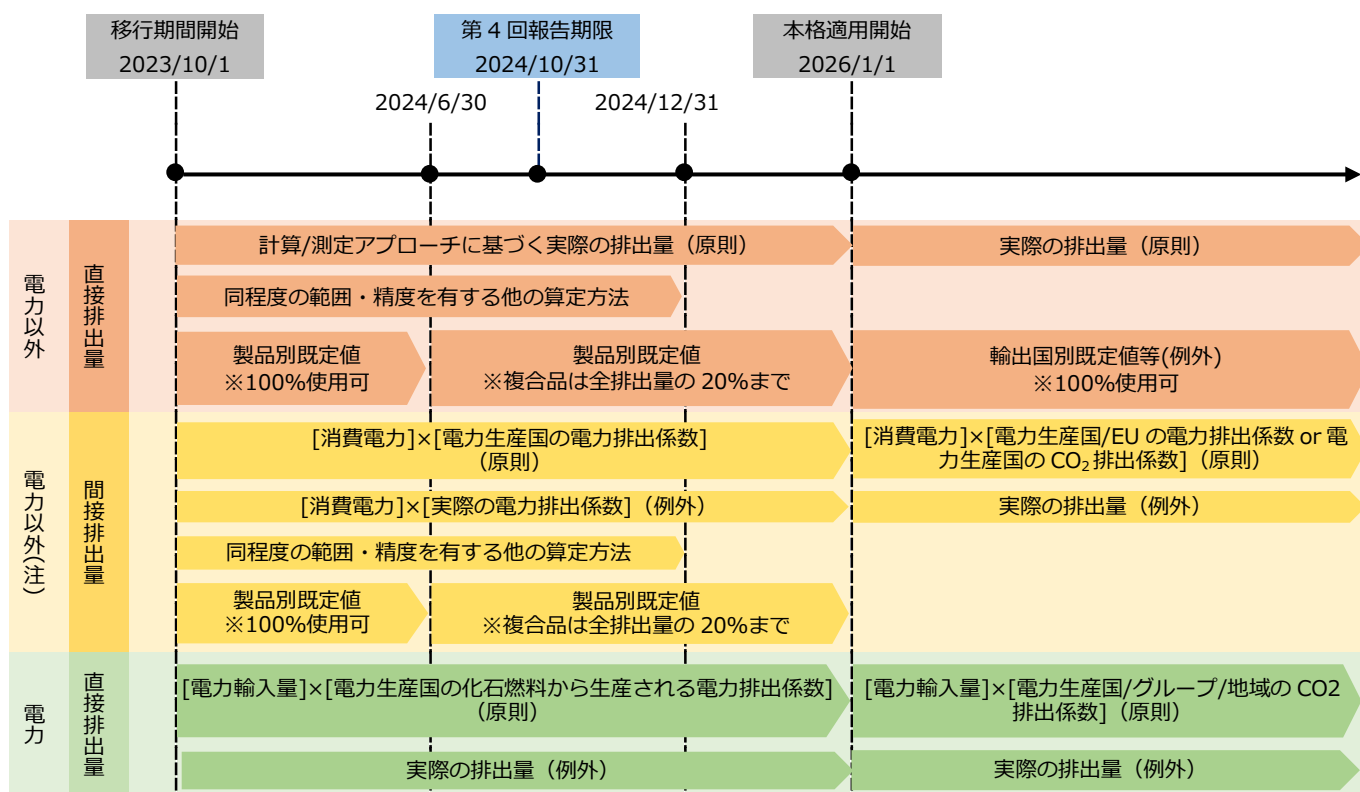 移行期間開始
2023/10/1
第 4 回報告期限
2024/10/31
本格適用開始
2026/1/1
2024/6/30
2024/12/31
電力以外
直接排出量
計算/測定アプローチに基づく実際の排出量（原則）
実際の排出量（原則）
同程度の範囲・精度を有する他の算定方法
製品別既定値
※100%使用可
製品別既定値
※複合品は全排出量の 20%まで
輸出国別既定値等(例外)
※100%使用可
電力以外(注)
間接排出量
[消費電力]×[電力生産国の電力排出係数]
（原則）
[消費電力]×[電力生産国/EU の電力排出係数 or 電
力生産国の CO₂ 排出係数]（原則）
[消費電力]×[実際の電力排出係数]（例外）
実際の排出量（例外）
同程度の範囲・精度を有する他の算定方法
製品別既定値
※100%使用可
製品別既定値
※複合品は全排出量の 20%まで
電力
直接排出量
[電力輸入量]×[電力生産国の化石燃料から生産される電力排出係数]
（原則）
[電力輸入量]×[電力生産国/グループ/地域の CO2
排出係数]（原則）
実際の排出量（例外）
実際の排出量（例外）